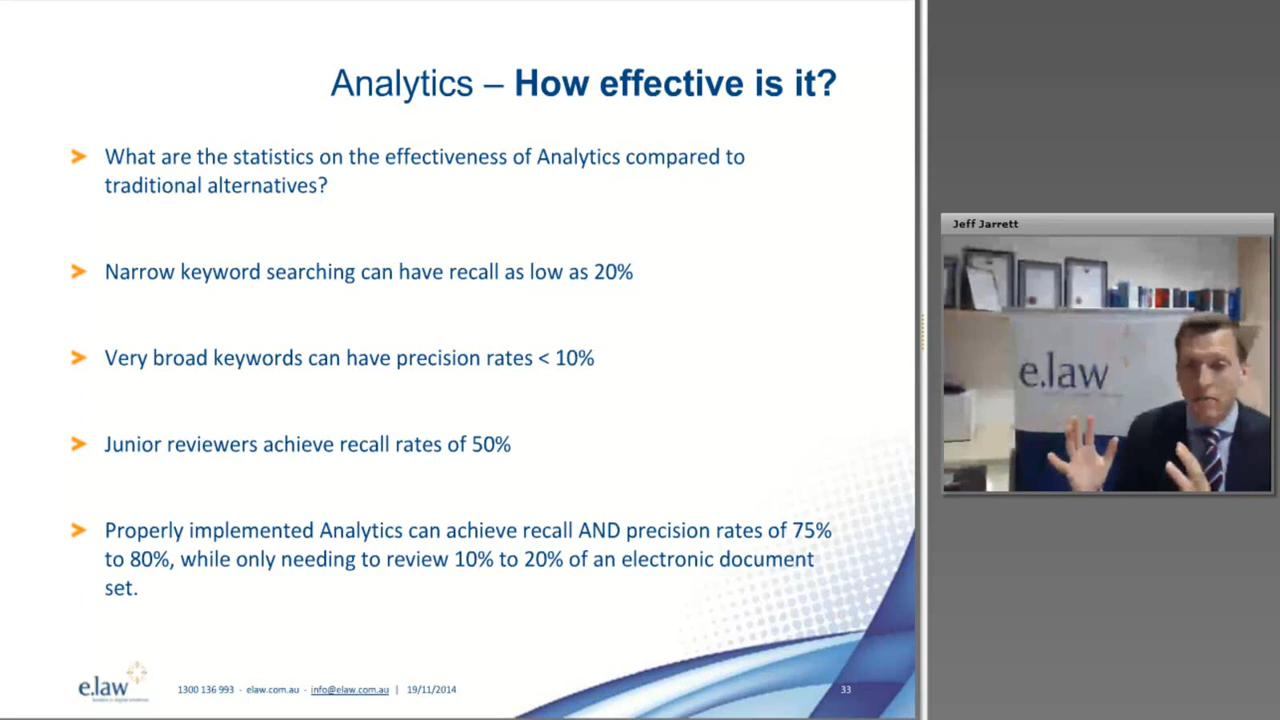 Analytics – How effective is it?
What are the statistics on the effectiveness of Analytics compared to
traditional alternatives?
Narrow keyword searching can have recall as low as 20%
Very broad keywords can have precision rates < 10%
Junior reviewers achieve recall rates of 50%
Properly implemented Analytics can achieve recall AND precision rates of 75%
to 80%, while only needing to review 10% to 20% of an electronic document
set.
e.law
1300 136 993 - elaw.com.au - info@elaw.com.au | 19/11/2014
33
Jeff Jarrett
e.law